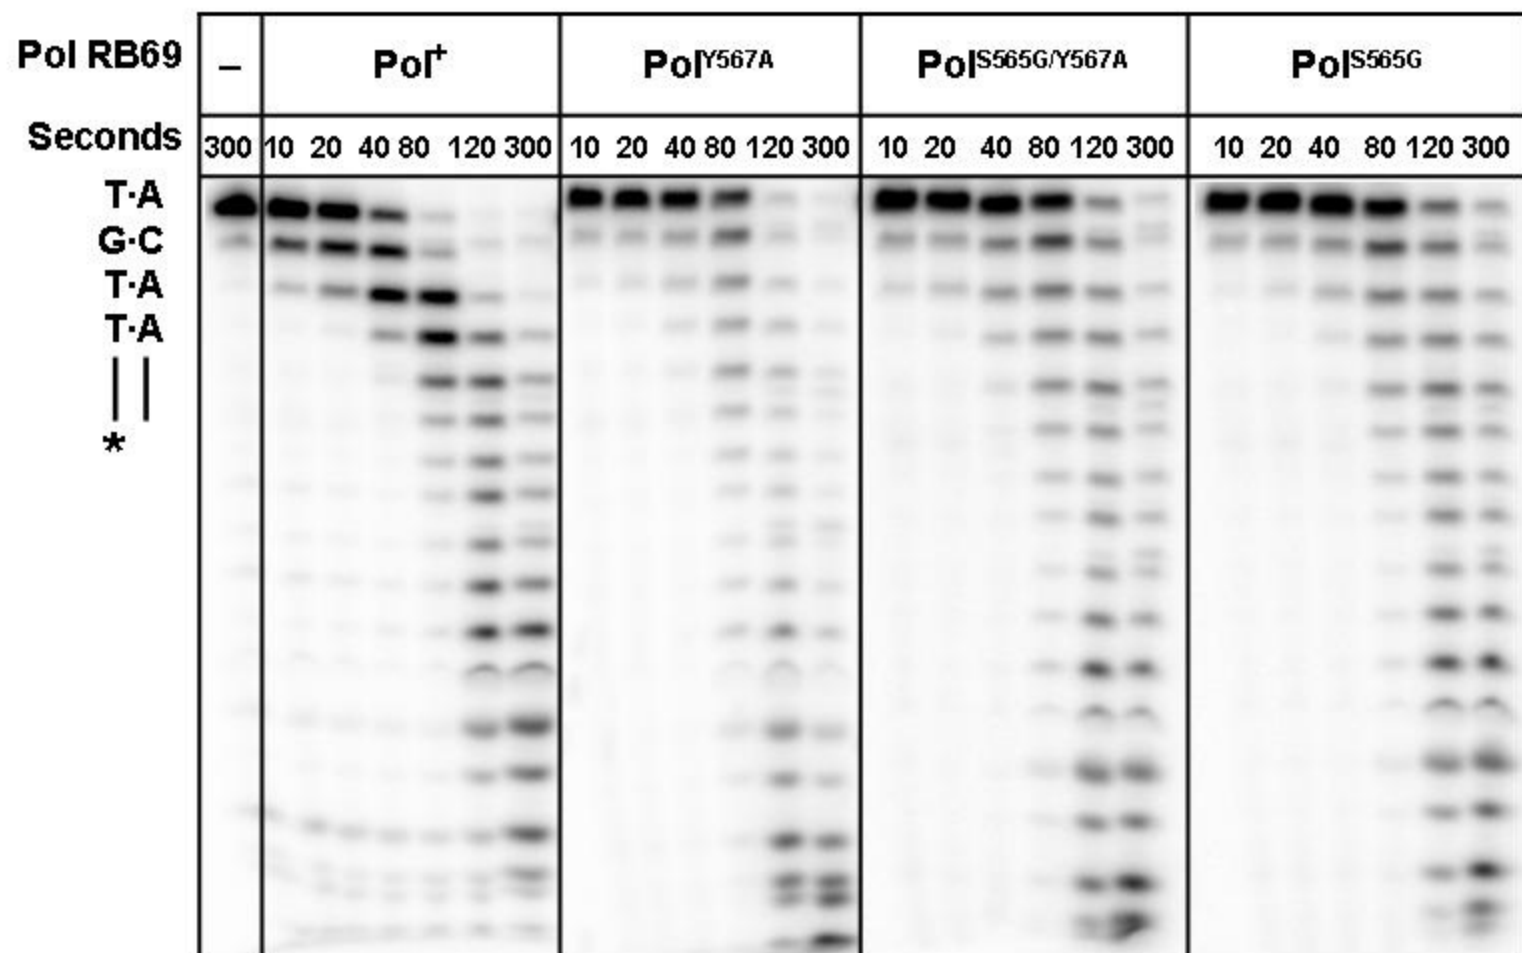 Pol RB69 – Pol⁺ Polʸ⁵⁶⁷ᴬ Polˢ⁵⁶⁵ᴳ/ʸ⁵⁶⁷ᴬ Polˢ⁵⁶⁵ᴳ
Seconds 300 10 20 40 80 120 300 10 20 40 80 120 300 10 20 40 80 120 300 10 20 40 80 120 300
T·A
G·C
T·A
T·A
*